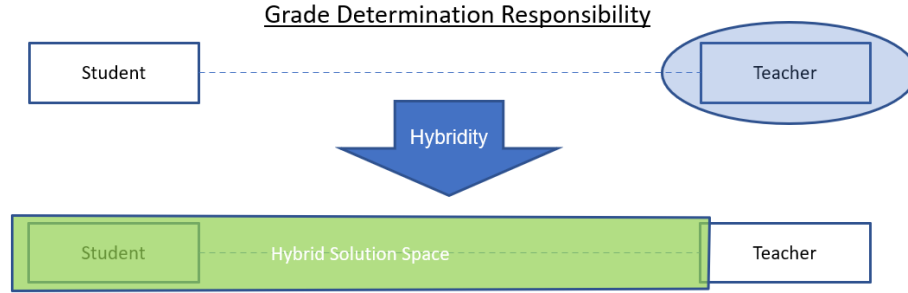 Grade Determination Responsibility
Student
Teacher
Hybridity
Student
Hybrid Solution Space
Teacher